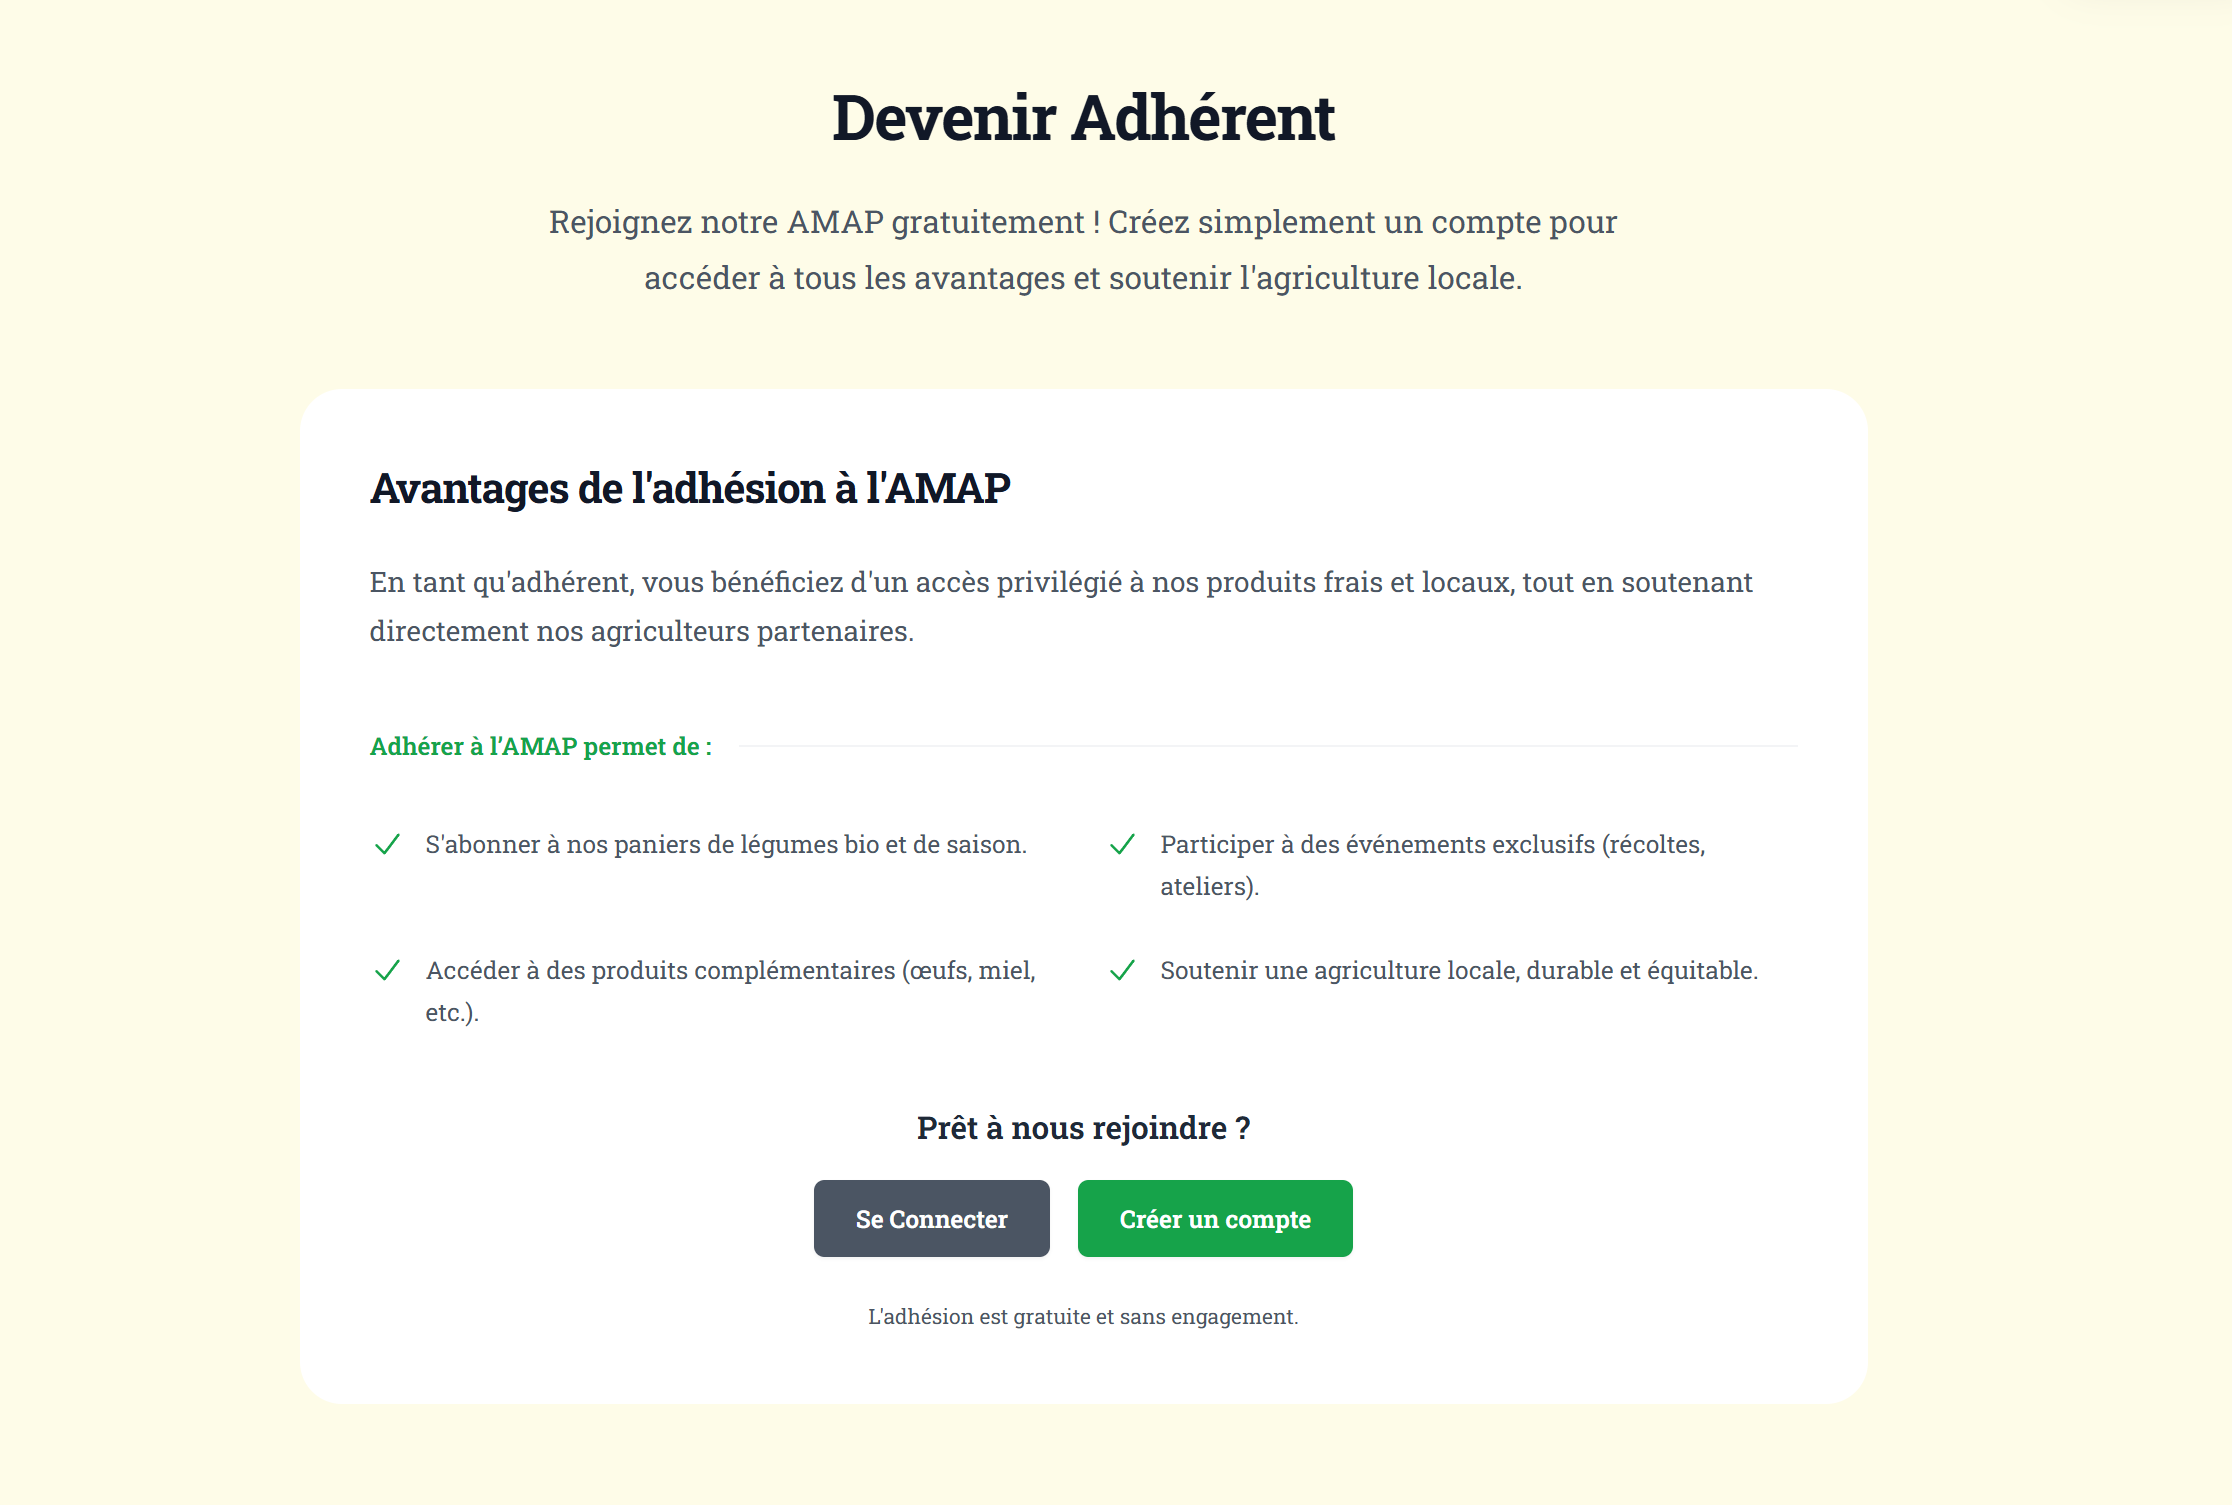 Devenir Adhérent
Rejoignez notre AMAP gratuitement ! Créez simplement un compte pour
accéder à tous les avantages et soutenir l'agriculture locale.
Avantages de l'adhésion à l'AMAP
En tant qu'adhérent, vous bénéficiez d'un accès privilégié à nos produits frais et locaux, tout en soutenant
directement nos agriculteurs partenaires.
Adhérer à l’AMAP permet de :
S'abonner à nos paniers de légumes bio et de saison.
Participer à des événements exclusifs (récoltes,
ateliers).
Accéder à des produits complémentaires (œufs, miel,
etc.).
Soutenir une agriculture locale, durable et équitable.
Prêt à nous rejoindre ?
Se Connecter
Créer un compte
L'adhésion est gratuite et sans engagement.